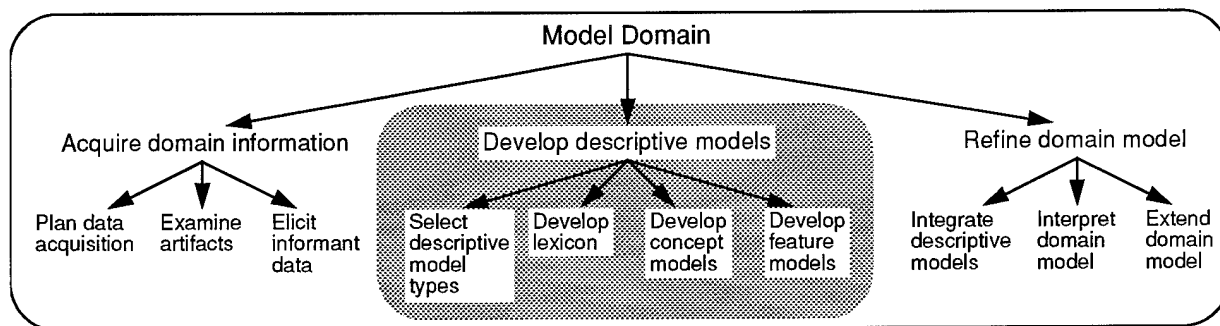 Model Domain
Acquire domain information
Develop descriptive models
Refine domain model
Plan data
acquisition
Examine
artifacts
Elicit
informant
data
Select
descriptive
model
types
Develop
lexicon
Develop
concept
models
Develop
feature
models
Integrate
descriptive
models
Interpret
domain
model
Extend
domain
model